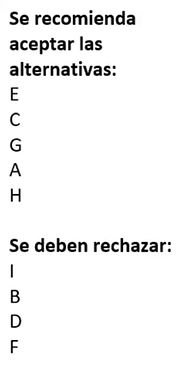 Se recomienda
aceptar las
alternativas:
E
C
G
A
H
Se deben rechazar:
I
B
D
F